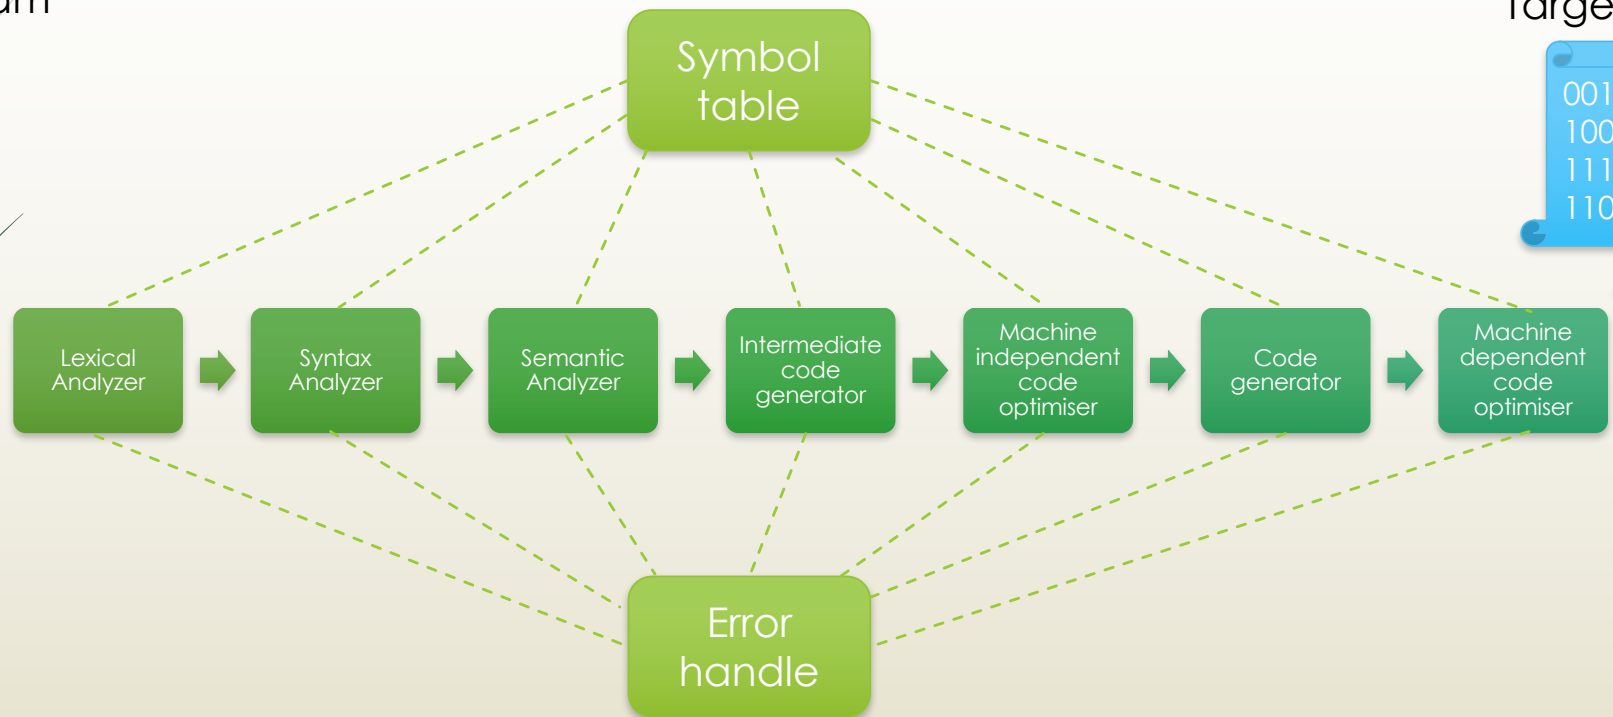 Symbol
table
001
100
111
110
Lexical
Analyzer
Syntax
Analyzer
Semantic
Analyzer
Intermediate
code
generator
Machine
independent
code
optimiser
Code
generator
Machine
dependent
code
optimiser
Error
handle